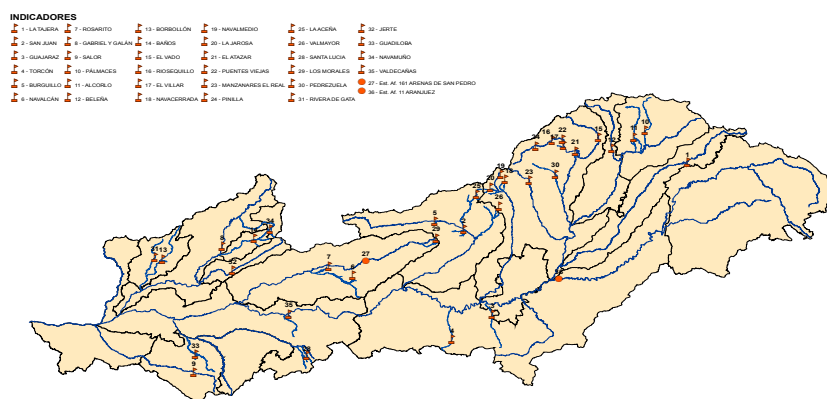 INDICADORES
1 - LA TAJERA
2 - SAN JUAN
3 - GUAJARAZ
4 - TORCÓN
5 - BURGUILLO
6 - NAVALCÁN
7 - ROSARITO
8 - GABRIEL Y GALÁN
9 - SALOR
10 - PÁLMACES
11 - ALCORLO
12 - BELEÑA
13 - BORBOLLÓN
14 - BAÑOS
15 - EL VADO
16 - RIOSEQUILLO
17 - EL VILLAR
18 - NAVACERRADA
19 - NAVALMEDIO
20 - LA JAROSA
21 - EL ATAZAR
22 - PUENTES VIEJAS
23 - MANZANARES EL REAL
24 - PINILLA
25 - LA ACEÑA
26 - VALMAYOR
28 - SANTA LUCIA
29 - LOS MORALES
30 - PEDREZUELA
31 - RIVERA DE GATA
32 - JERTE
33 - GUADILOBA
34 - NAVAMUÑO
35 - VALDECAÑAS
27 - Est. Af. 161 ARENAS DE SAN PEDRO
36 - Est. Af. 11 ARANJUEZ
10
16
22
17
15
11
21
1
19
23
30
26
5
2
29
27
7
35
32
13
33
9
4